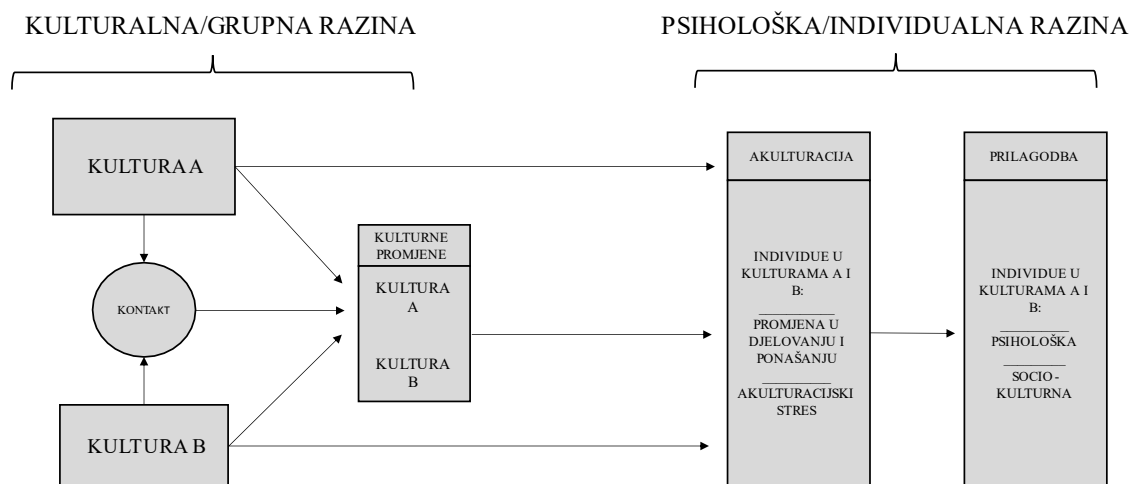 KULTURALNA/GRUPNA RAZINA
PSIHOLOŠKA/INDIVIDUALNA RAZINA
KULTURA A
KONTAKT
KULTURA B
KULTURNE
PROMJENE
KULTURA
A
KULTURA
B
AKULTURACIJA
INDIVIDUE U
KULTURAMA A I
B:
PROMJENA U
DJELOVANJU I
PONAŠANJU
AKULTURACIJSKI
STRES
PRILAGODBA
INDIVIDUE U
KULTURAMA A I
B:
PSIHOLOŠKA
SOCIO-
KULTURNA